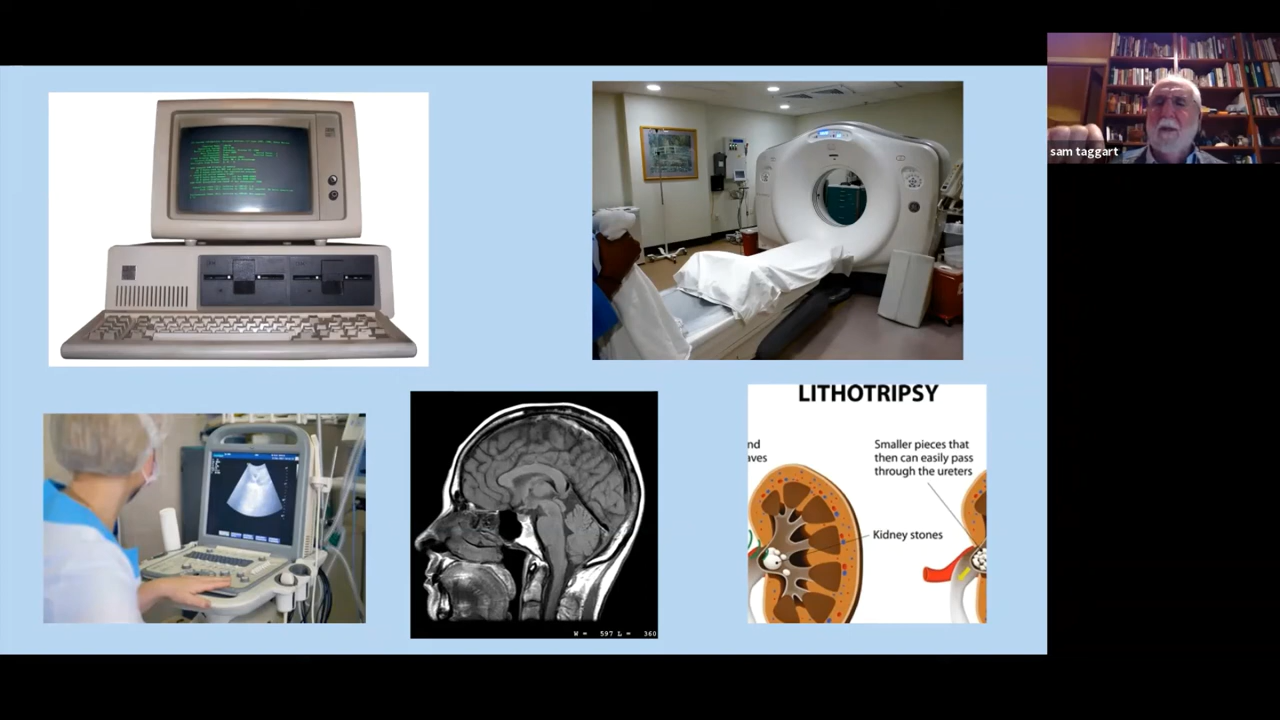 sam taggart
LITHOTRIPSY
nd
aves
Smaller pieces that
then can easily pass
through the ureters
Kidney stones
W = 597 L = 360